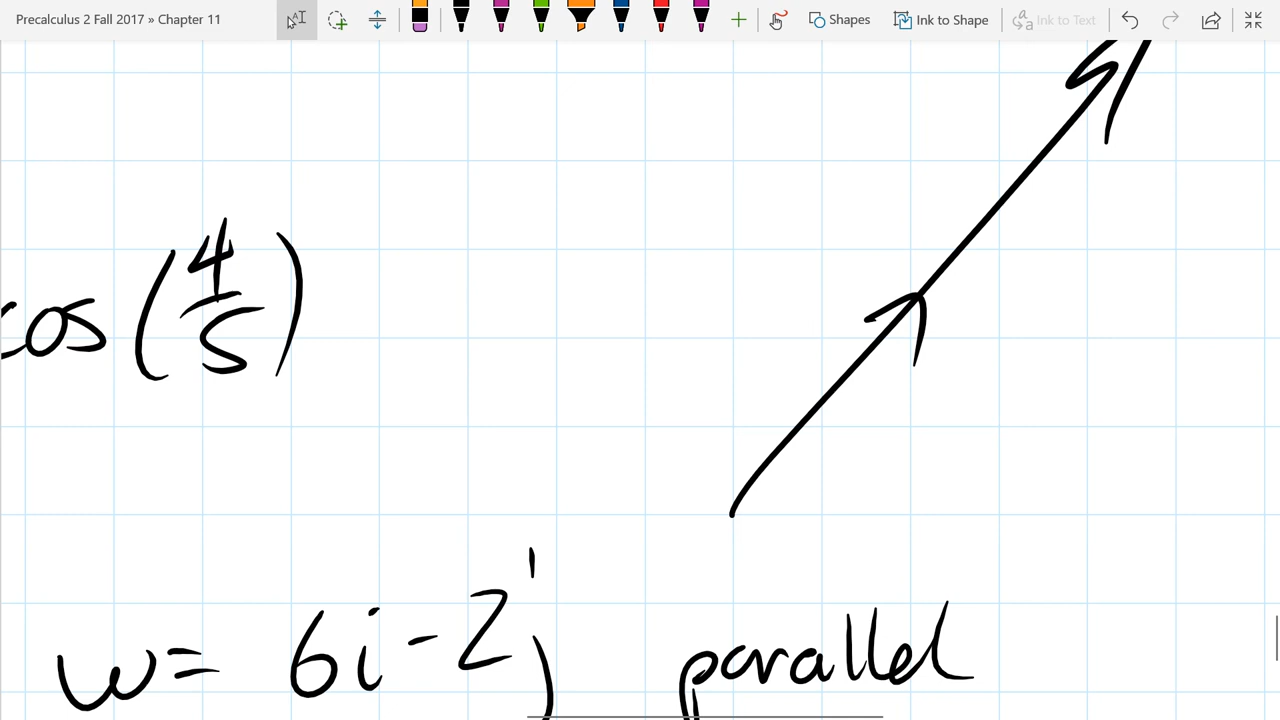 Precalculus 2 Fall 2017 » Chapter 11
Shapes
Ink to Shape
Ink to Text
cos (4/5)
w = 6i - 2j parallel